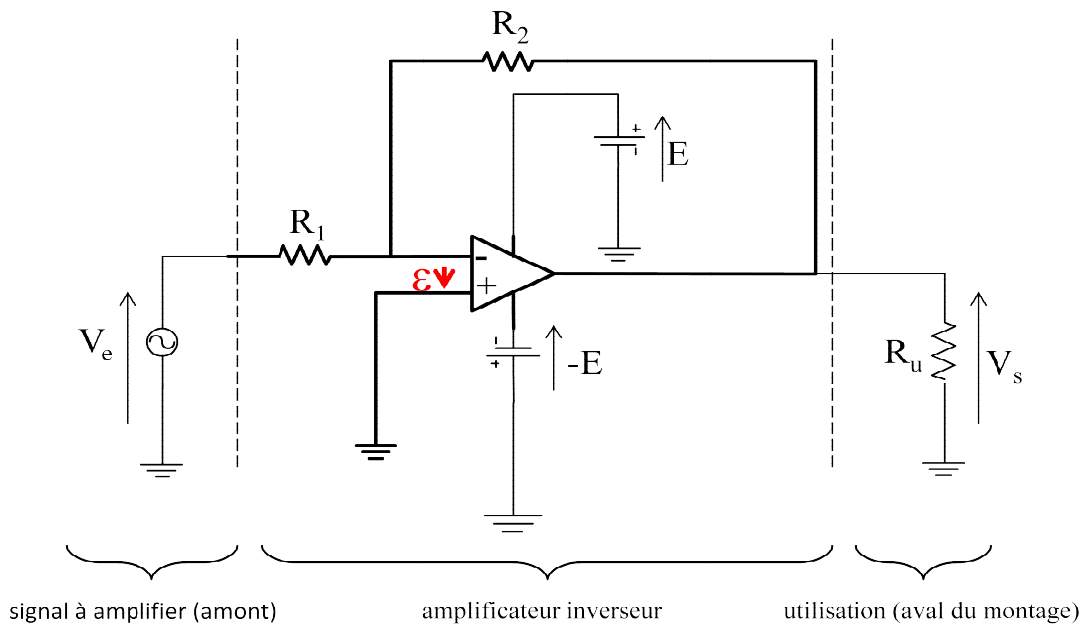 R2
+
-
E
R1
-
ε
+
Ve
-
+
-E
Ru
Vs
signal à amplifier (amont)
amplificateur inverseur
utilisation (aval du montage)